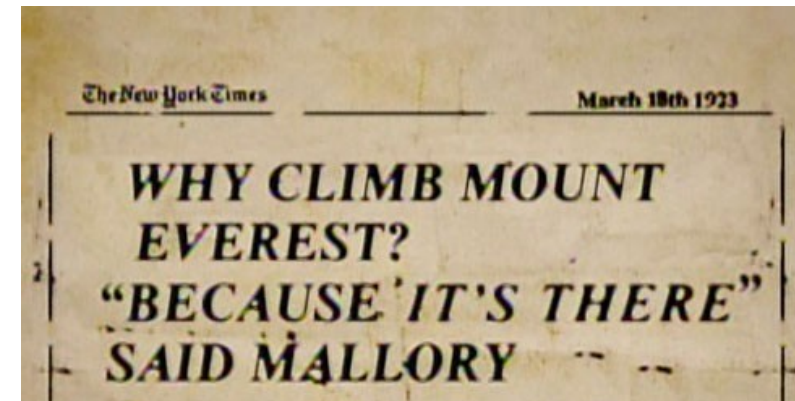 The New York Times
March 18th 1923
WHY CLIMB MOUNT
EVEREST?
“BECAUSE IT'S THERE”
SAID MALLORY